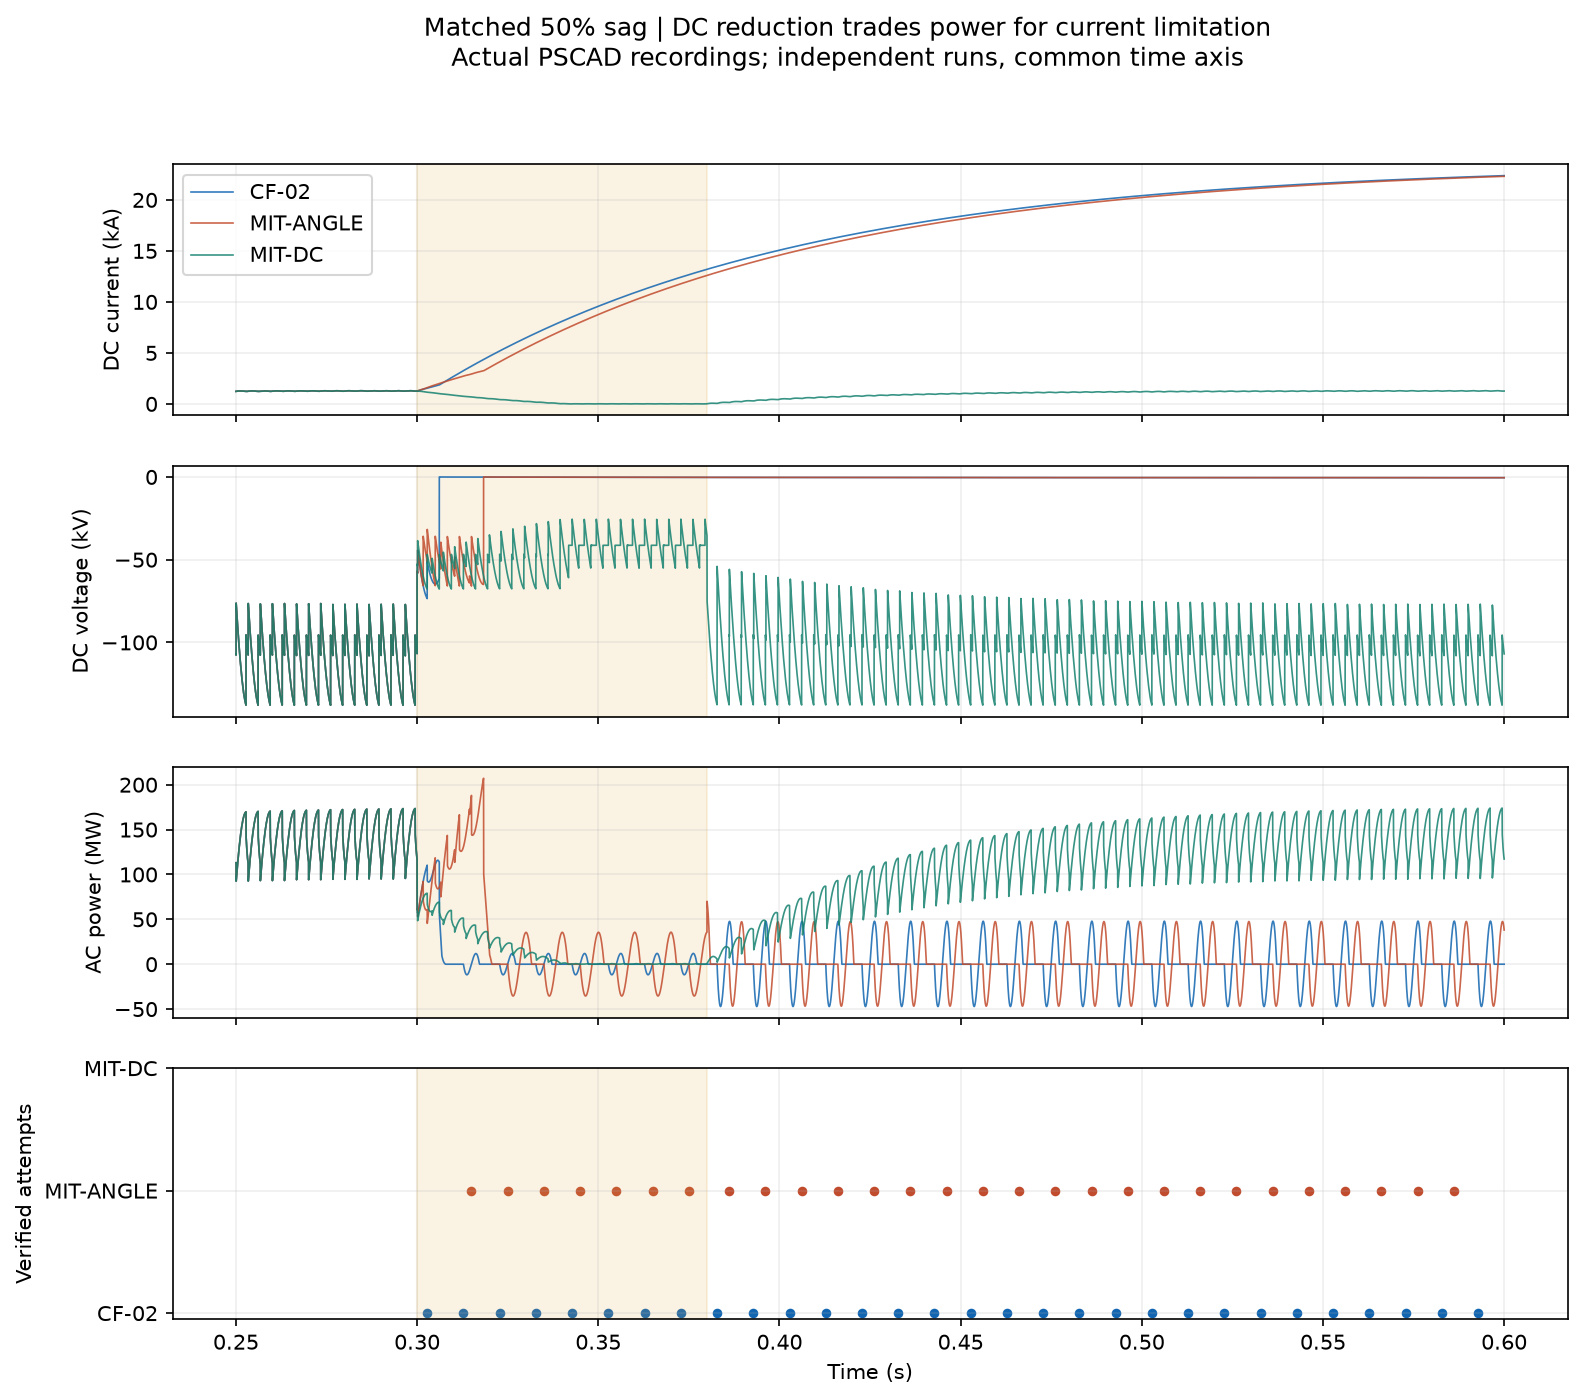 Matched 50% sag | DC reduction trades power for current limitation
Actual PSCAD recordings; independent runs, common time axis
DC current (kA)
20
15
10
5
0
CF-02
MIT-ANGLE
MIT-DC
DC voltage (kV)
0
−50
−100
AC power (MW)
200
150
100
50
0
−50
Verified attempts
MIT-DC
MIT-ANGLE
CF-02
0.25 0.30 0.35 0.40 0.45 0.50 0.55 0.60
Time (s)